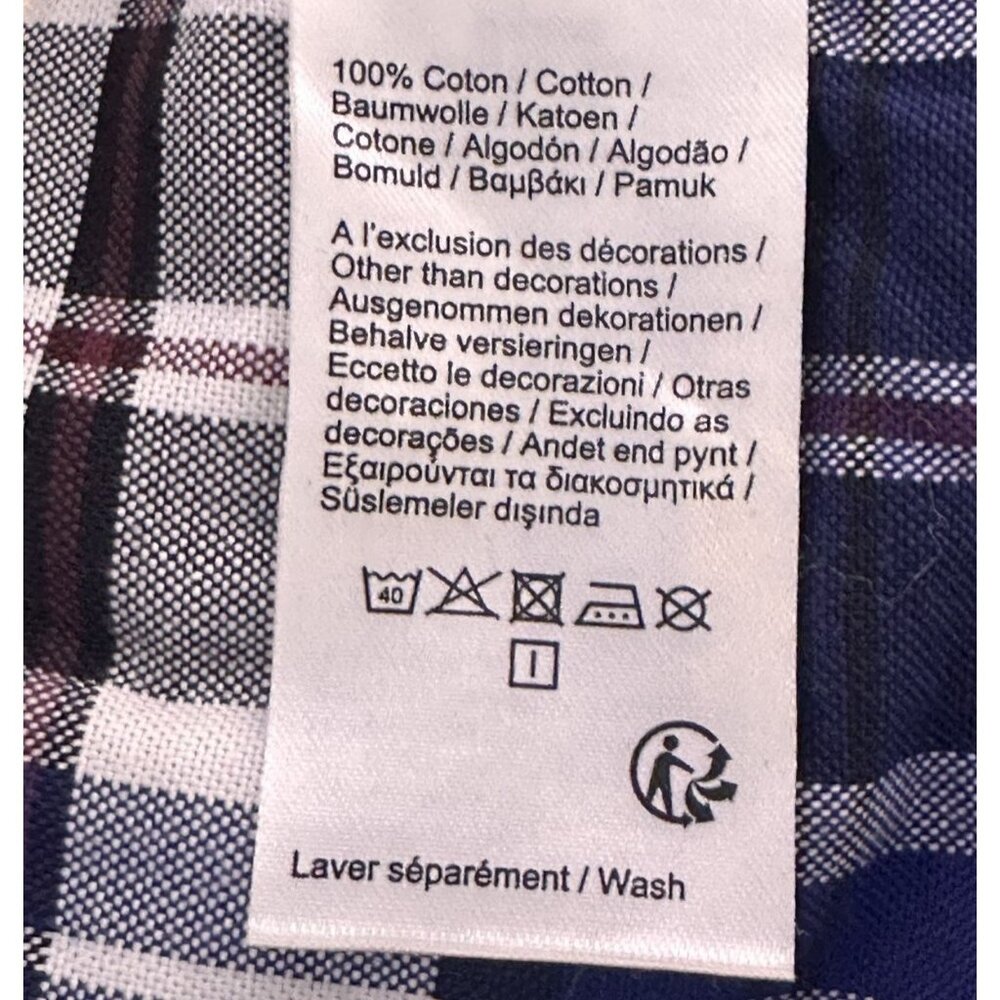 100% Coton / Cotton /
Baumwolle / Katoen /
Cotone / Algodón / Algodão /
Bomuld / Βαμβάκι / Pamuk
A l'exclusion des décorations /
Other than decorations /
Ausgenommen dekorationen /
Behalve versieringen /
Eccetto le decorazioni / Otras
decoraciones / Excluindo as
decorações / Andet end pynt /
Εξαιρούνται τα διακοσμητικά /
Süslemeler dışında
40
Laver séparément / Wash